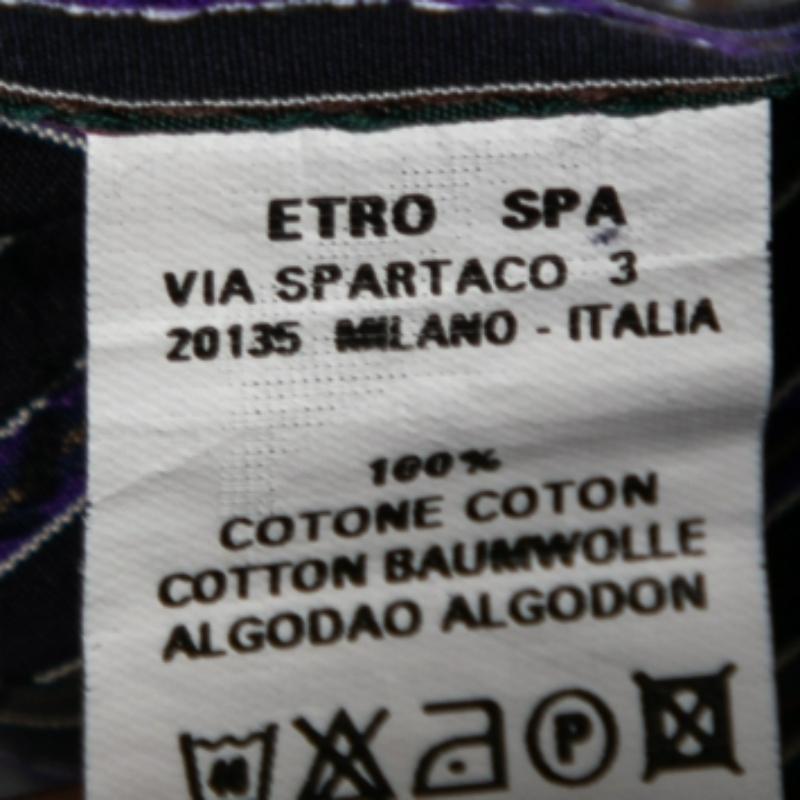 ETRO SPA
VIA SPARTACO 3
20135 MILANO - ITALIA
100%
COTONE COTON
COTTON BAUMWOLLE
ALGODAO ALGODON
P